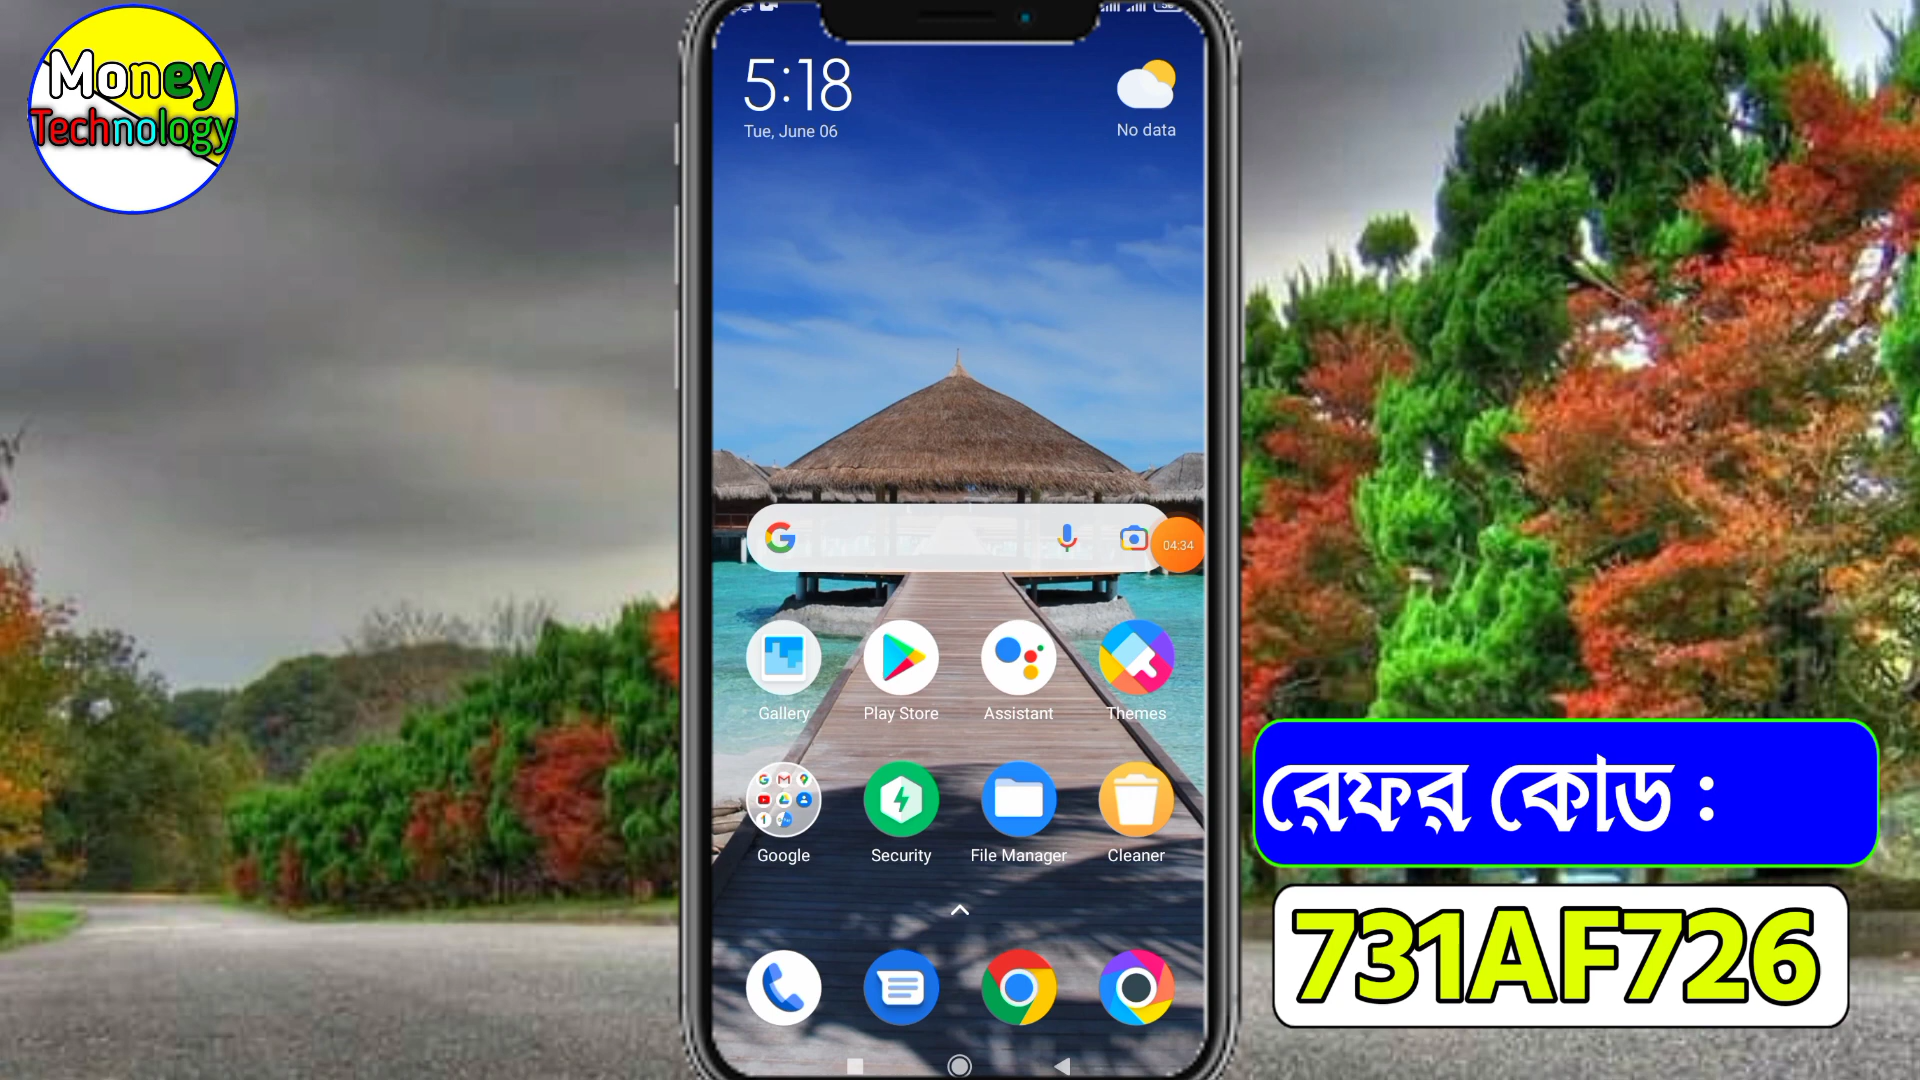 Money
Technology
5:18
Tue, June 06
No data
04:34
Gallery
Play Store
Assistant
Themes
Google
Security
File Manager
Cleaner
রেফর কোড :
731AF726